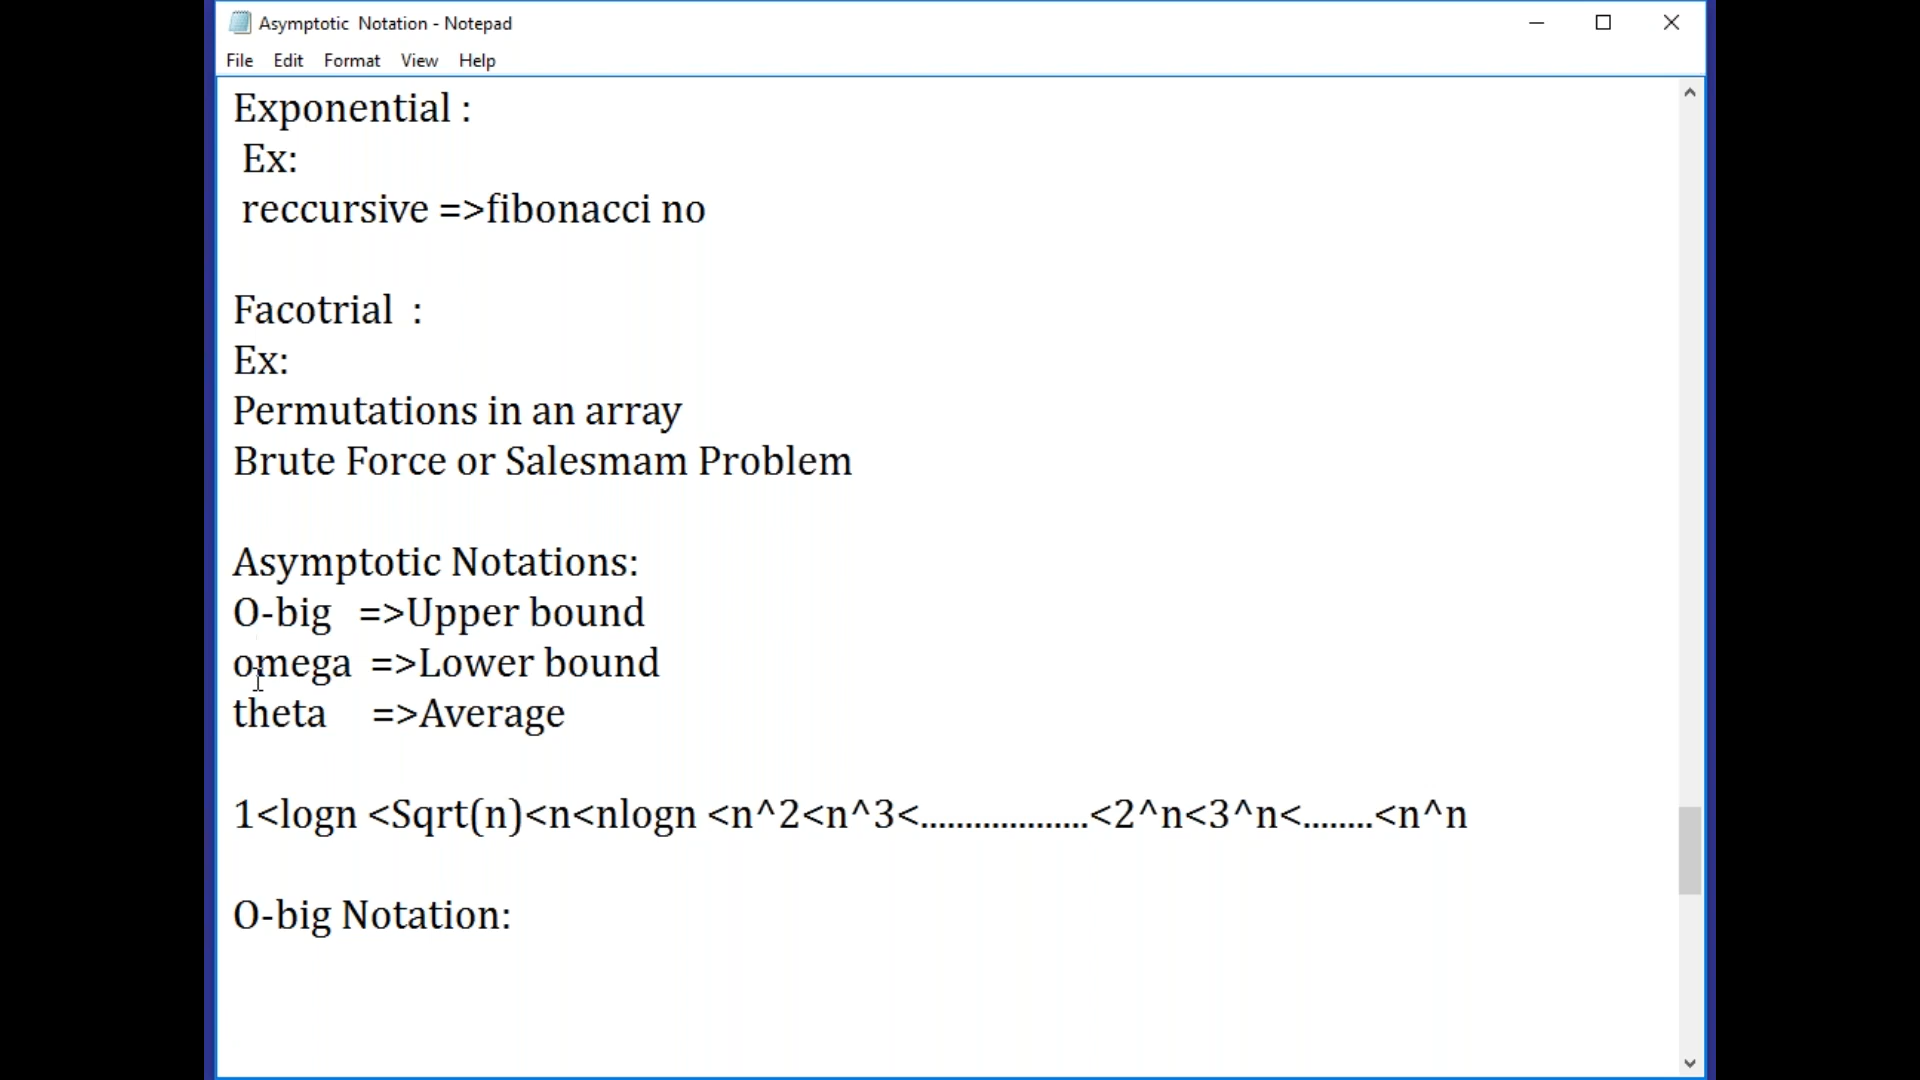 Asymptotic  Notation - Notepad
File Edit Format View Help
Exponential :
Ex:
reccursive =>fibonacci no
Facotrial  :
Ex:
Permutations in an array
Brute Force or Salesmam Problem
Asymptotic Notations:
O-big   =>Upper bound
omega  =>Lower bound
theta     =>Average
1<logn <Sqrt(n)<n<nlogn <n^2<n^3<...................<2^n<3^n<........<n^n
O-big Notation: